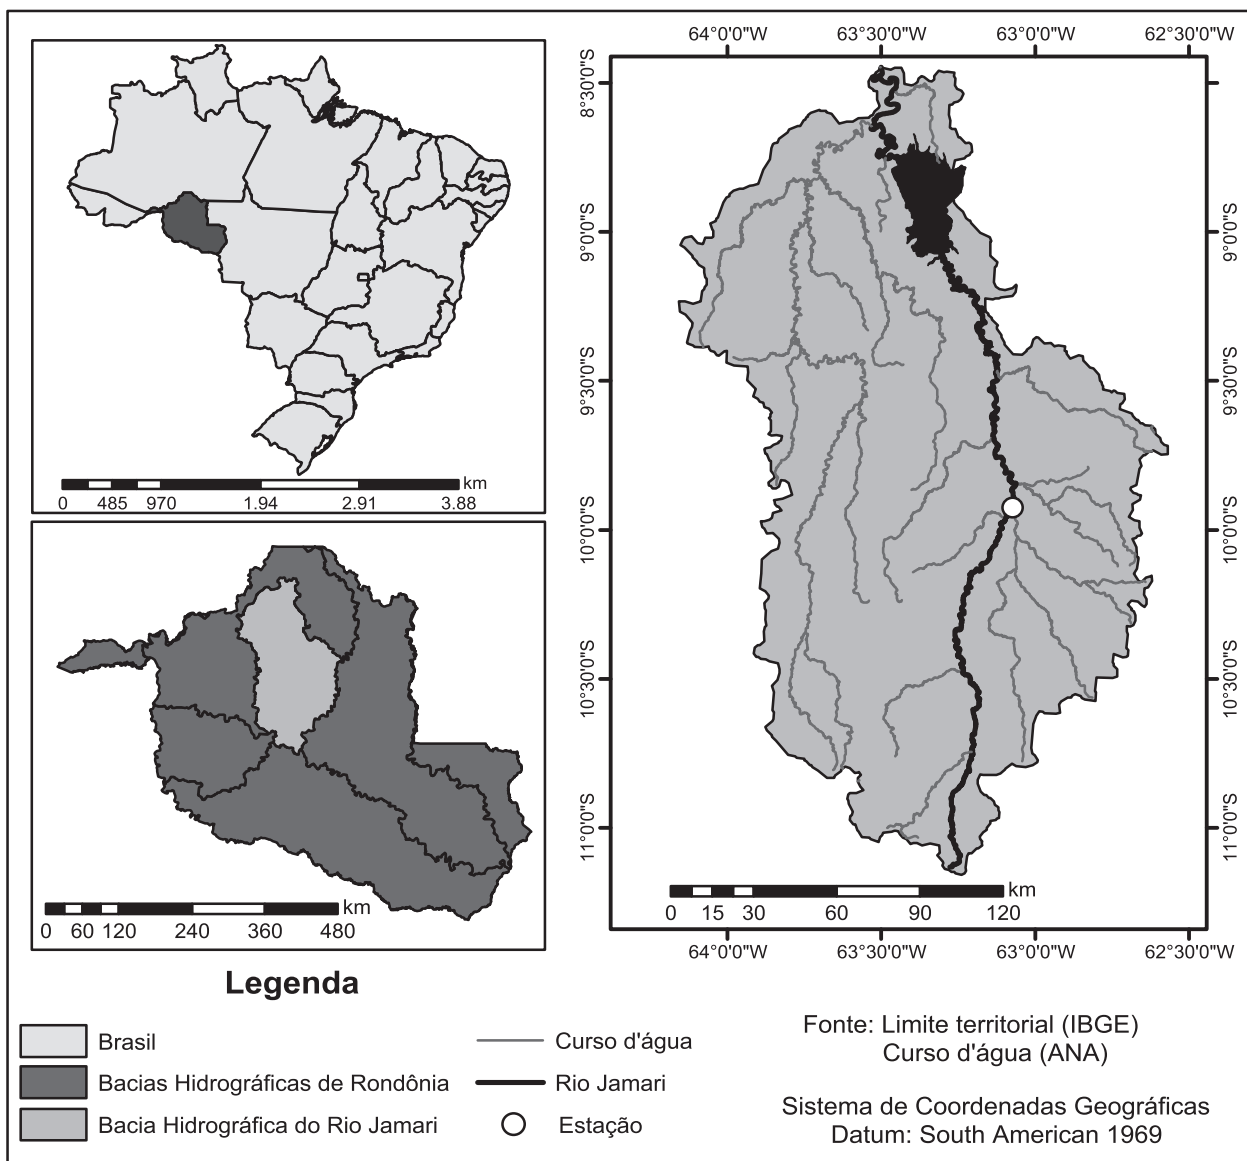 64°0'0"W 63°30'0"W 63°0'0"W 62°30'0"W
8°30'0"S
9°0'0"S 9°0'0"S
9°30'0"S 9°30'0"S
10°0'0"S 10°0'0"S
10°30'0"S 10°30'0"S
11°0'0"S 11°0'0"S
0 485 970 1.94 2.91 3.88 km
0 60 120 240 360 480 km
0 15 30 60 90 120 km
64°0'0"W 63°30'0"W 63°0'0"W 62°30'0"W
8°30'0"S
Legenda
Brasil
Bacias Hidrográficas de Rondônia
Bacia Hidrográfica do Rio Jamari
Curso d'água
Rio Jamari
Estação
Fonte: Limite territorial (IBGE)
Curso d'água (ANA)
Sistema de Coordenadas Geográficas
Datum: South American 1969